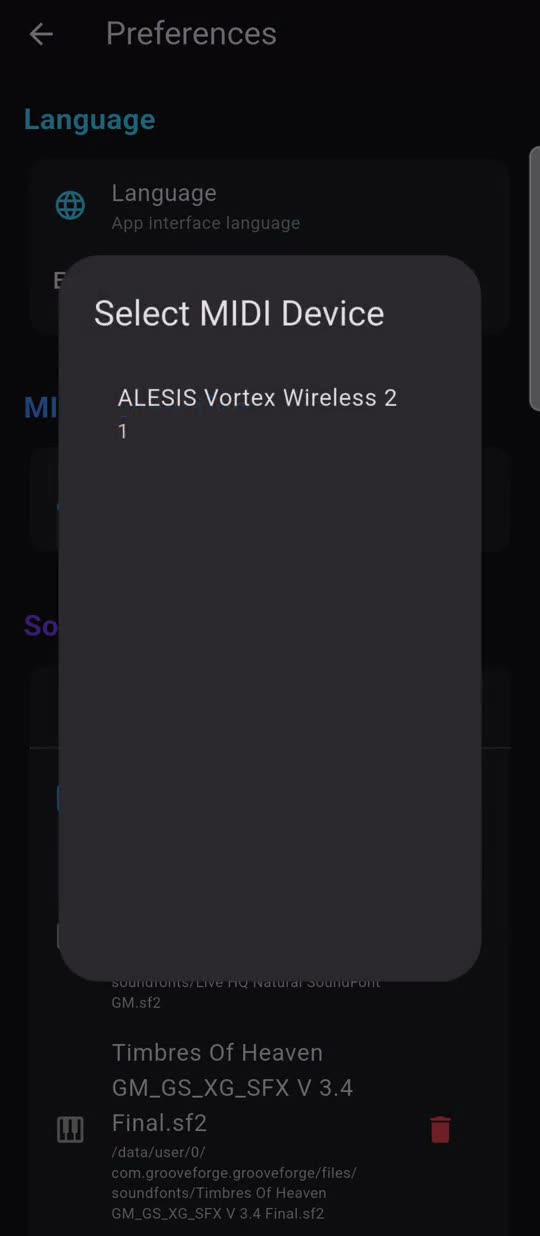 Preferences
Language
Language
App interface language
E
Select MIDI Device
MI
ALESIS Vortex Wireless 2
1
So
soundfonts/Live HQ Natural SoundFont
GM.sf2
Timbres Of Heaven
GM_GS_XG_SFX V 3.4
Final.sf2
/data/user/0/
com.grooveforge.grooveforge/files/
soundfonts/Timbres Of Heaven
GM_GS_XG_SFX V 3.4 Final.sf2